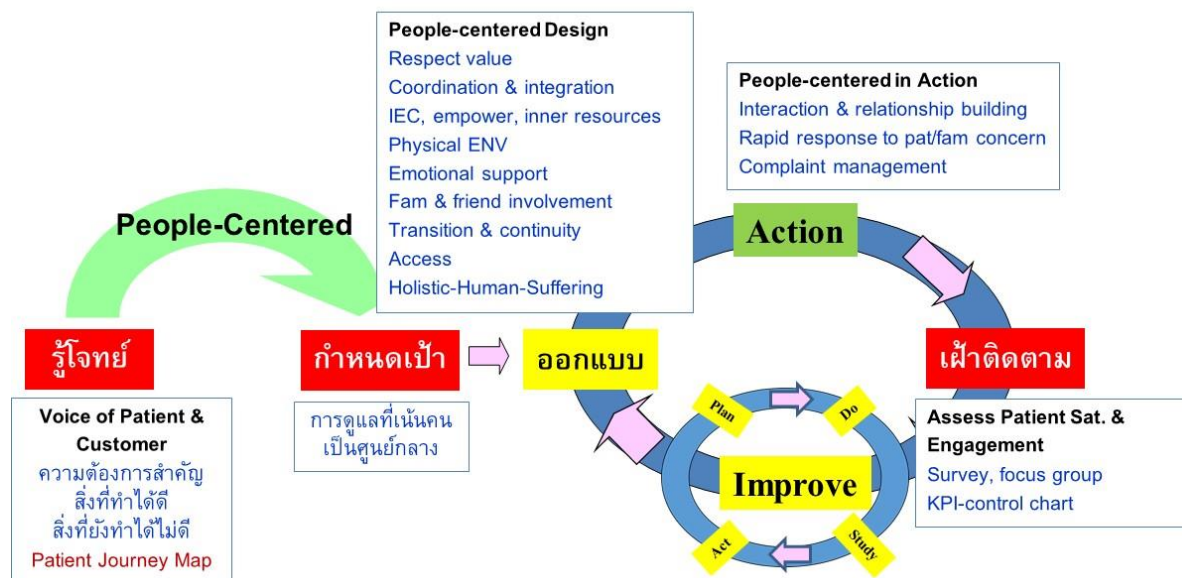 People-centered Design
Respect value
Coordination & integration
IEC, empower, inner resources
Physical ENV
Emotional support
Fam & friend involvement
Transition & continuity
Access
Holistic-Human-Suffering
People-centered in Action
Interaction & relationship building
Rapid response to pat/fam concern
Complaint management
People-Centered
Action
รู้โจทย์
กำหนดเป้า
ออกแบบ
เฝ้าติดตาม
Voice of Patient &
Customer
ความต้องการสำคัญ
สิ่งที่ทำได้ดี
สิ่งที่ยังทำได้ไม่ดี
Patient Journey Map
การดูแลที่เน้นคน
เป็นศูนย์กลาง
Plan
Do
Improve
Act
Study
Assess Patient Sat. &
Engagement
Survey, focus group
KPI-control chart